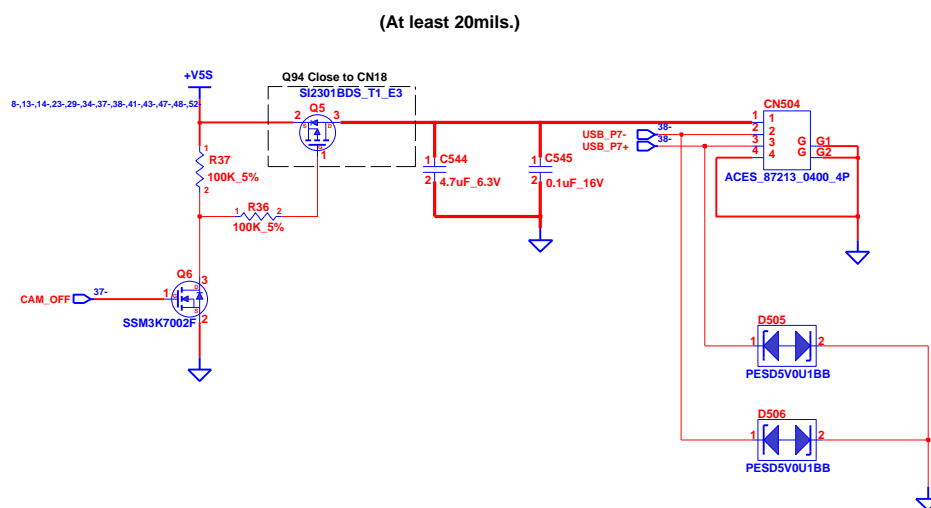 (At least 20mils.)
+V5S
8-,13-,14-,23-,29-,34-,37-,38-,41-,43-,47-,48-,52-
Q94 Close to CN18
SI2301BDS_T1_E3
Q5
2
3
S
D
G
1
R37
100K_5%
1
2
R36
100K_5%
1
2
C544
1
2
4.7uF_6.3V
C545
1
2
0.1uF_16V
CN504
1
2
3
4
1
2
3
4
G
G
G1
G2
ACES_87213_0400_4P
USB_P7-
38-
USB_P7+
38-
Q6
CAM_OFF
37-
1
G
D
S
3
2
SSM3K7002F
D505
1
2
PESD5V0U1BB
D506
1
2
PESD5V0U1BB